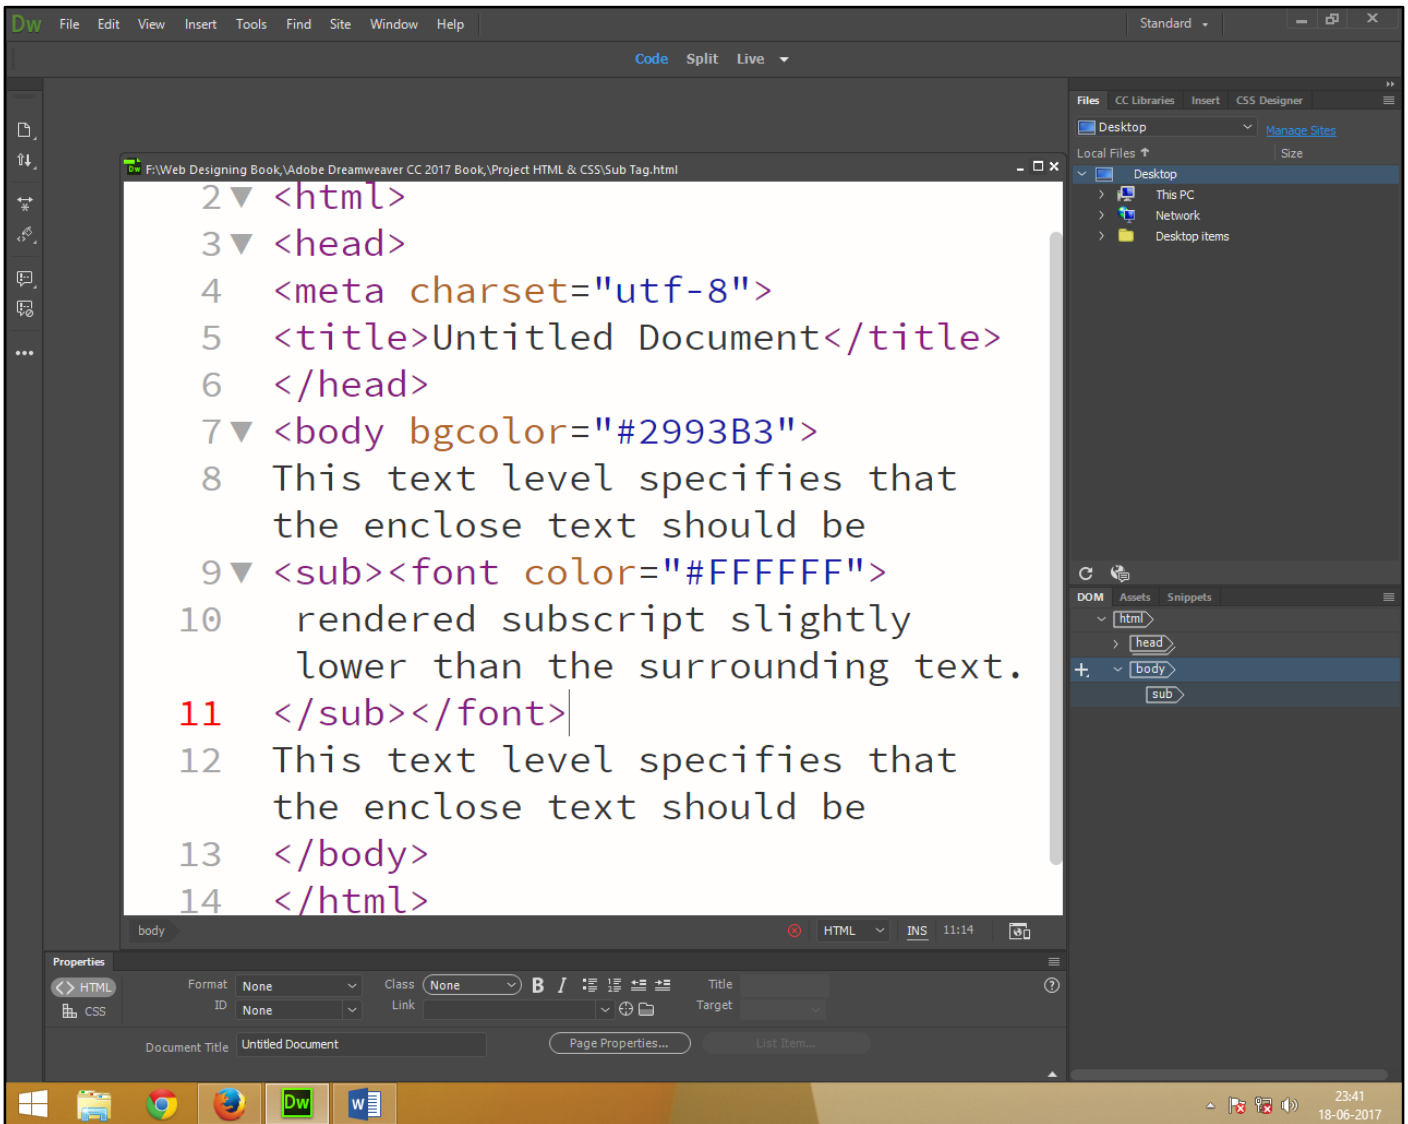 Dw File Edit View Insert Tools Find Site Window Help Standard
Code Split Live
Files CC Libraries Insert CSS Designer
Desktop Manage Sites
Local Files Size
Desktop
This PC
Network
Desktop items
F:\Web Designing Book,\Adobe Dreamweaver CC 2017 Book,\Project HTML & CSS\Sub Tag.html
2 <html>
3 <head>
4 <meta charset="utf-8">
5 <title>Untitled Document</title>
6 </head>
7 <body bgcolor="#2993B3">
8 This text level specifies that
the enclose text should be
9 <sub><font color="#FFFFFF">
10 rendered subscript slightly
lower than the surrounding text.
11 </sub></font>
12 This text level specifies that
the enclose text should be
13 </body>
14 </html>
body HTML INS 11:14
DOM Assets Snippets
html
head
body
sub
Properties
HTML Format None Class None B I Title
CSS ID None Link Target
Document Title Untitled Document Page Properties... List Item...
Dw W
23:41
18-06-2017